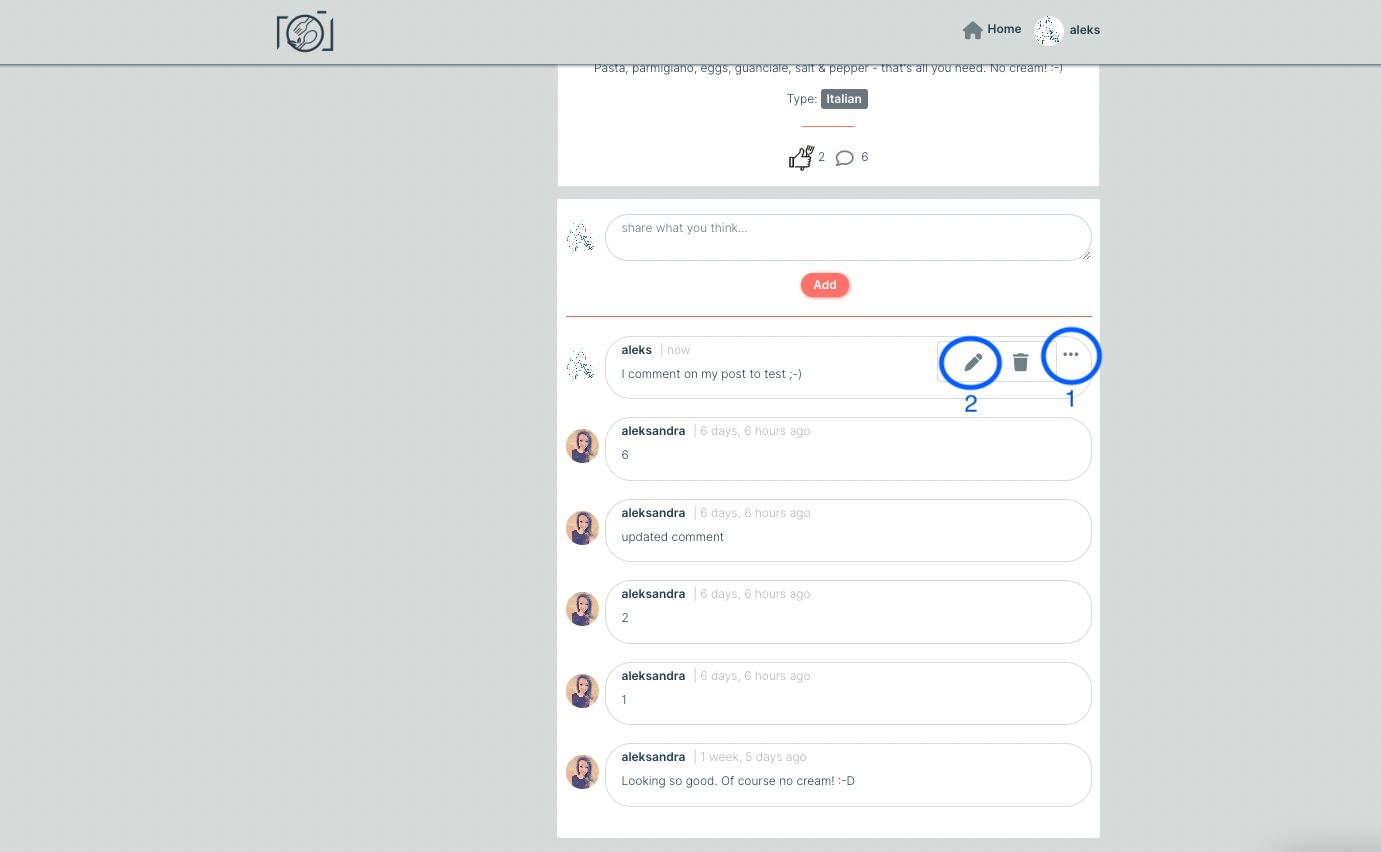 Home aleks
Pasta, parmigiano, eggs, guanciale, salt & pepper - that's all you need. No cream! :-)
Type: Italian
2 6
share what you think...
Add
aleks | now
I comment on my post to test ;-)
2 1
aleksandra | 6 days, 6 hours ago
6
aleksandra | 6 days, 6 hours ago
updated comment
aleksandra | 6 days, 6 hours ago
2
aleksandra | 6 days, 6 hours ago
1
aleksandra | 1 week, 5 days ago
Looking so good. Of course no cream! :-D